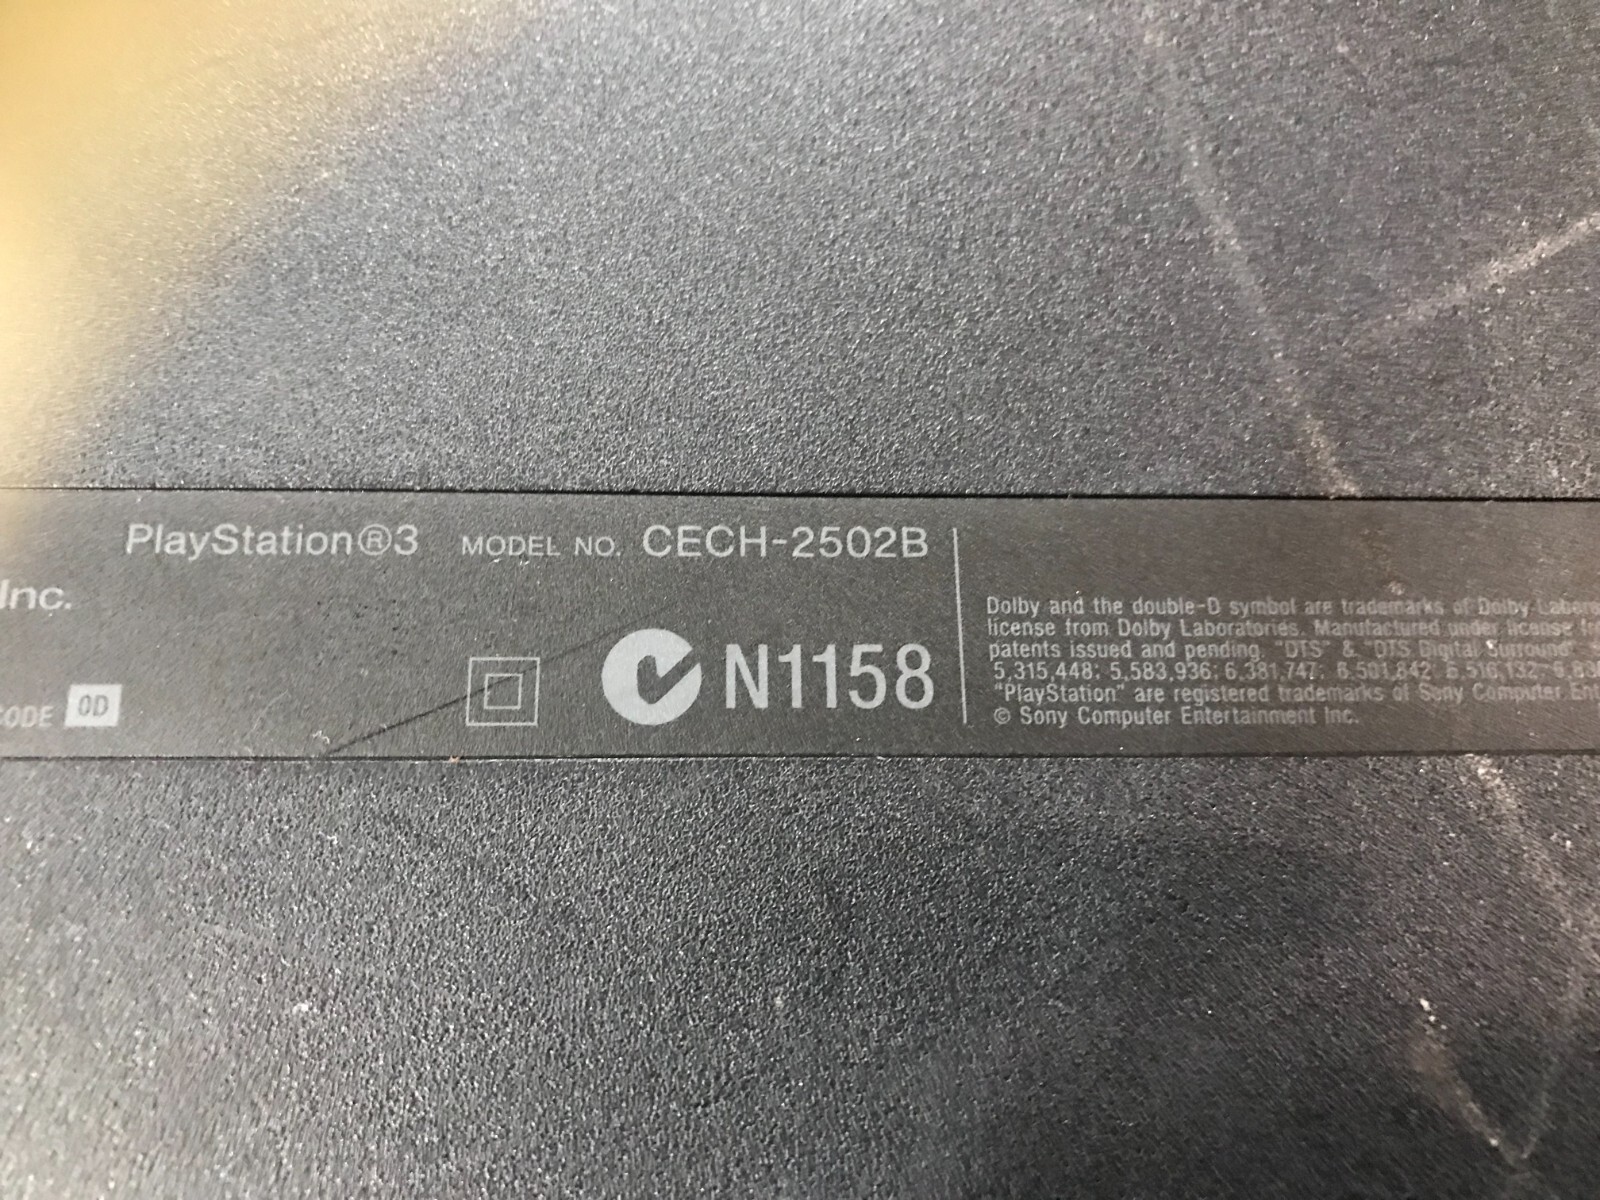 PlayStation®3 MODEL NO. CECH-2502B
Inc.
CODE 0D
N1158
Dolby and the double-D symbol are trademarks of Dolby
license from Dolby Laboratories. Manufactured under license
patents issued and pending. "DTS" & "DTS Digital Surround"
5,315,448; 5,583,936; 6,381,747; 6,501,842 6,516,132
"PlayStation" are registered trademarks of Sony Computer Ent
© Sony Computer Entertainment Inc.